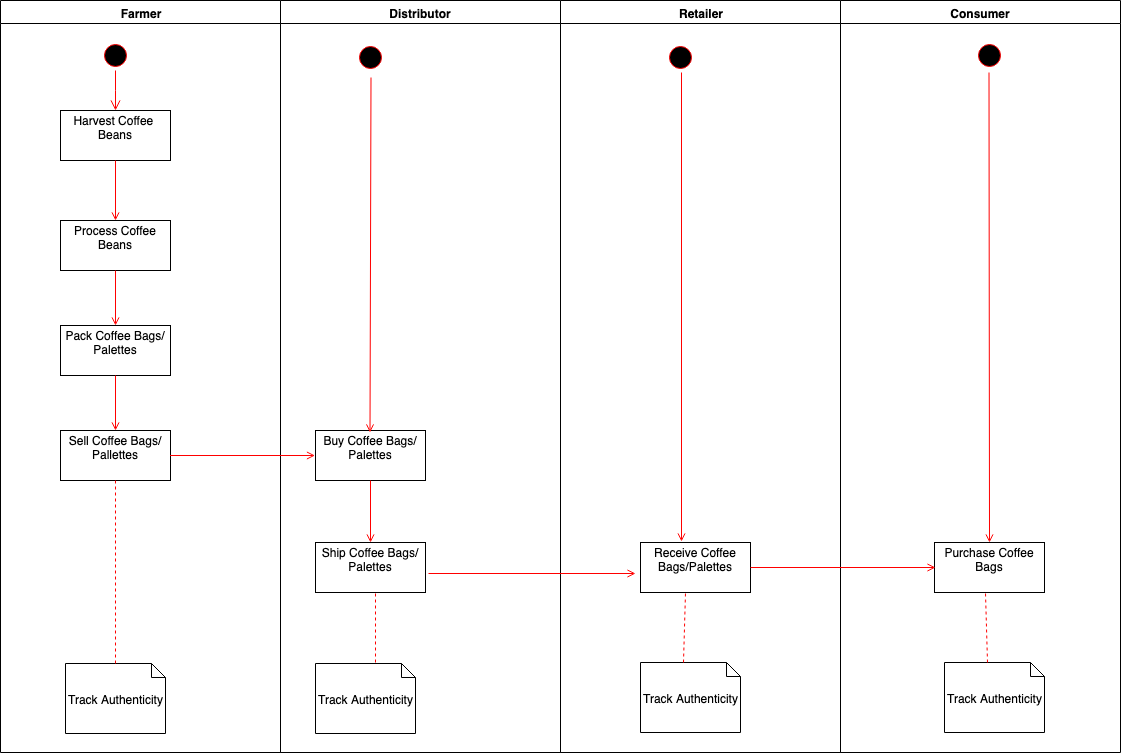 Farmer
Distributor
Retailer
Consumer
Harvest Coffee
Beans
Process Coffee
Beans
Pack Coffee Bags/
Palettes
Sell Coffee Bags/
Pallettes
Buy Coffee Bags/
Palettes
Ship Coffee Bags/
Palettes
Receive Coffee
Bags/Palettes
Purchase Coffee
Bags
Track Authenticity
Track Authenticity
Track Authenticity
Track Authenticity